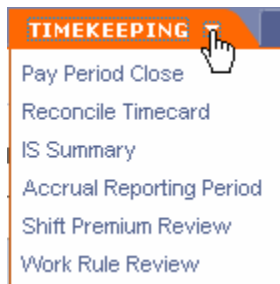 TIMEKEEPING
Pay Period Close
Reconcile Timecard
IS Summary
Accrual Reporting Period
Shift Premium Review
Work Rule Review